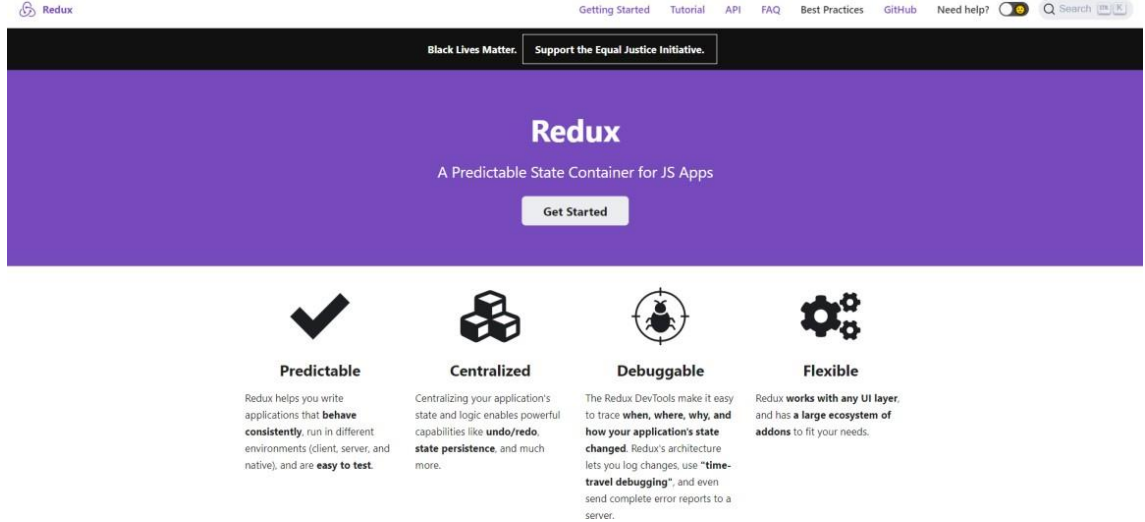 Redux Getting Started Tutorial API FAQ Best Practices GitHub Need help? Search K
Black Lives Matter. Support the Equal Justice Initiative.
Redux
A Predictable State Container for JS Apps
Get Started
Predictable
Redux helps you write
applications that behave
consistently, run in different
environments (client, server, and
native), and are easy to test.
Centralized
Centralizing your application's
state and logic enables powerful
capabilities like undo/redo,
state persistence, and much
more.
Debuggable
The Redux DevTools make it easy
to trace when, where, why, and
how your application's state
changed. Redux's architecture
lets you log changes, use "time-
travel debugging", and even
send complete error reports to a
server.
Flexible
Redux works with any UI layer,
and has a large ecosystem of
addons to fit your needs.